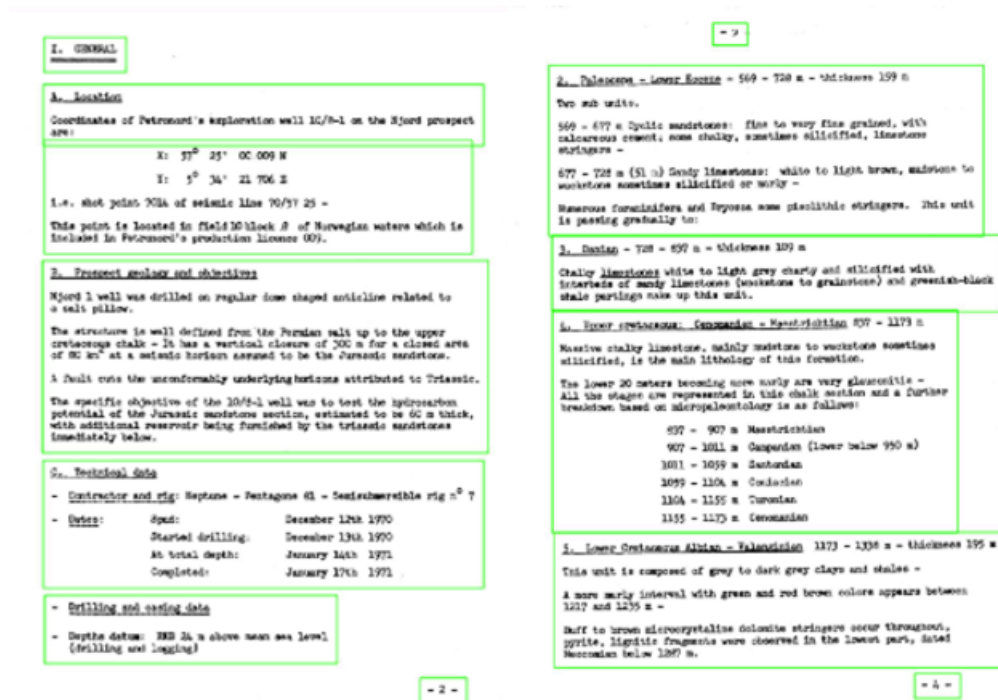 I. GENERAL
A. Location
Coordinates of Petronord's exploration well 10/8-1 on the Njord prospect
are:
X: 57° 25' 00 009 N
Y: 5° 34' 21 706 E
i.e. shot point of seismic line 70/57 25 -
This point is located in field 10 block 8 of Norwegian waters which is
included in Petronord's production licence 009.
B. Prospect geology and objectives
Njord 1 well was drilled on regular dome shaped anticline related to
a salt pillow.
The structure is well defined from the Permian salt up to the upper
cretaceous chalk - It has a vertical closure of 300 m for a closed area
of 80 km² at a seismic horizon assumed to be the Jurassic sandstone.
A fault cuts the unconformably underlying horizons attributed to Triassic.
The specific objective of the 10/8-1 well was to test the hydrocarbon
potential of the Jurassic sandstone section, estimated to be 60 m thick,
with additional reservoir being furnished by the triassic sandstones
immediately below.
C. Technical data
- Contractor and rig: Neptune - Pentagone 81 - Semisubmersible rig n° 7
- Dates: Spud: December 12th 1970
Started drilling: December 13th 1970
At total depth: January 14th 1971
Completed: January 17th 1971
- Drilling and casing data
- Depths datum: RKB 24 m above mean sea level
(drilling and logging)
- 2 -
2. Paleocene - Lower Eocene - 569 - 728 m - thickness 159 m
Two sub units.
569 - 677 m Cyclic sandstones: fine to very fine grained, with
calcareous cement; some chalky, sometimes silicified, limestone
stringers -
677 - 728 m (51 m) Sandy limestones: white to light brown, mudstone to
wackstone sometimes silicified or marly -
Numerous foraminifera and Bryozoa some pisolithic stringers. This unit
is passing gradually to:
3. Danian - 728 - 837 m - thickness 109 m
Chalky limestones white to light grey charty and silicified with
interbeds of sandy limestones (wackstone to grainstone) and greenish-black
shale partings make up this unit.
4. Upper cretaceous: Cenomanian - Maestrichtian 837 - 1173 m
Massive chalky limestone, mainly mudstone to wackstone sometimes
silicified, is the main lithology of this formation.
The lower 20 meters becoming more marly are very glauconitic -
All the stages are represented in this chalk section and a further
breakdown based on micropaleontology is as follows:
837 - 907 m Maestrichtian
907 - 1011 m Campanian (lower below 950 m)
1011 - 1059 m Santonian
1059 - 1104 m Coniacian
1104 - 1155 m Turonian
1155 - 1173 m Cenomanian
5. Lower Cretaceous Albian - Valanginian 1173 - 1338 m - thickness 195 m
This unit is composed of grey to dark grey clays and shales -
A more marly interval with green and red brown colors appears between
1217 and 1235 m -
Buff to brown microcrystaline dolomite stringers occur throughout,
pyrite, lignitic fragments were observed in the lowest part, dated
Neocomian below 1287 m.
- 4 -